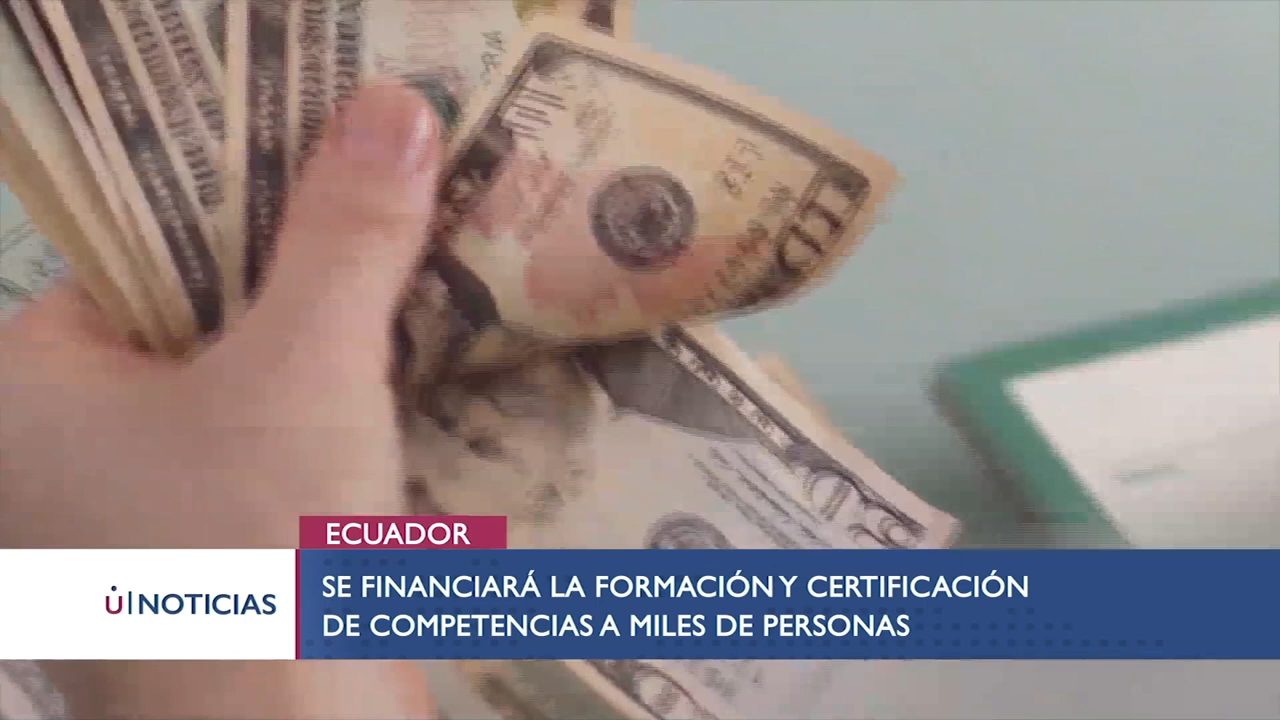 ECUADOR
SE FINANCIARÁ LA FORMACIÓN Y CERTIFICACIÓN
DE COMPETENCIAS A MILES DE PERSONAS
U|NOTICIAS